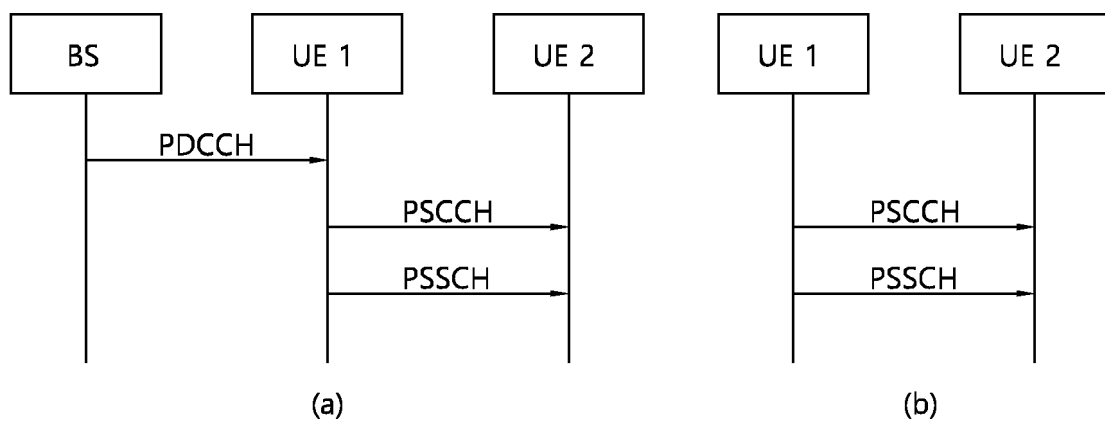 BS UE 1 UE 2 UE 1 UE 2
PDCCH
PSCCH PSCCH
PSSCH PSSCH
(a) (b)